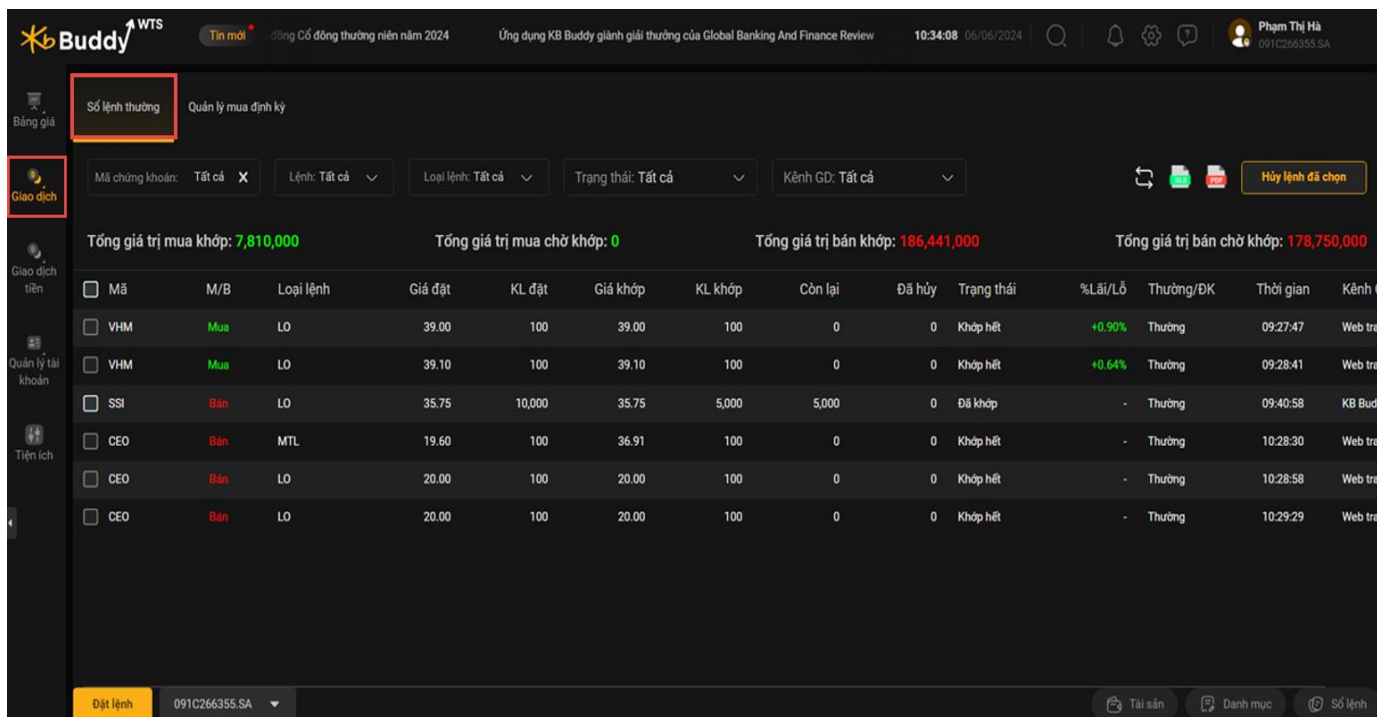 KB Buddy WTS Tin mới đông Cổ đông thường niên năm 2024 Ứng dụng KB Buddy giành giải thưởng của Global Banking And Finance Review 10:34:08 06/06/2024 Phạm Thị Hà
091C266355.SA
Bảng giá
Giao dịch
Giao dịch tiền
Quản lý tài khoản
Tiện ích
Sổ lệnh thường Quản lý mua định kỳ
Mã chứng khoán: Tất cả X Lệnh: Tất cả Loại lệnh: Tất cả Trạng thái: Tất cả Kênh GD: Tất cả XLS PDF Hủy lệnh đã chọn
Tổng giá trị mua khớp: 7,810,000 Tổng giá trị mua chờ khớp: 0 Tổng giá trị bán khớp: 186,441,000 Tổng giá trị bán chờ khớp: 178,750,000
Mã M/B Loại lệnh Giá đặt KL đặt Giá khớp KL khớp Còn lại Đã hủy Trạng thái %Lãi/Lỗ Thường/ĐK Thời gian Kênh
VHM Mua LO 39.00 100 39.00 100 0 0 Khớp hết +0.90% Thường 09:27:47 Web tra
VHM Mua LO 39.10 100 39.10 100 0 0 Khớp hết +0.64% Thường 09:28:41 Web tra
SSI Bán LO 35.75 10,000 35.75 5,000 5,000 0 Đã khớp - Thường 09:40:58 KB Bud
CEO Bán MTL 19.60 100 36.91 100 0 0 Khớp hết - Thường 10:28:30 Web tra
CEO Bán LO 20.00 100 20.00 100 0 0 Khớp hết - Thường 10:28:58 Web tra
CEO Bán LO 20.00 100 20.00 100 0 0 Khớp hết - Thường 10:29:29 Web tra
Đặt lệnh 091C266355.SA Tài sản Danh mục Sổ lệnh